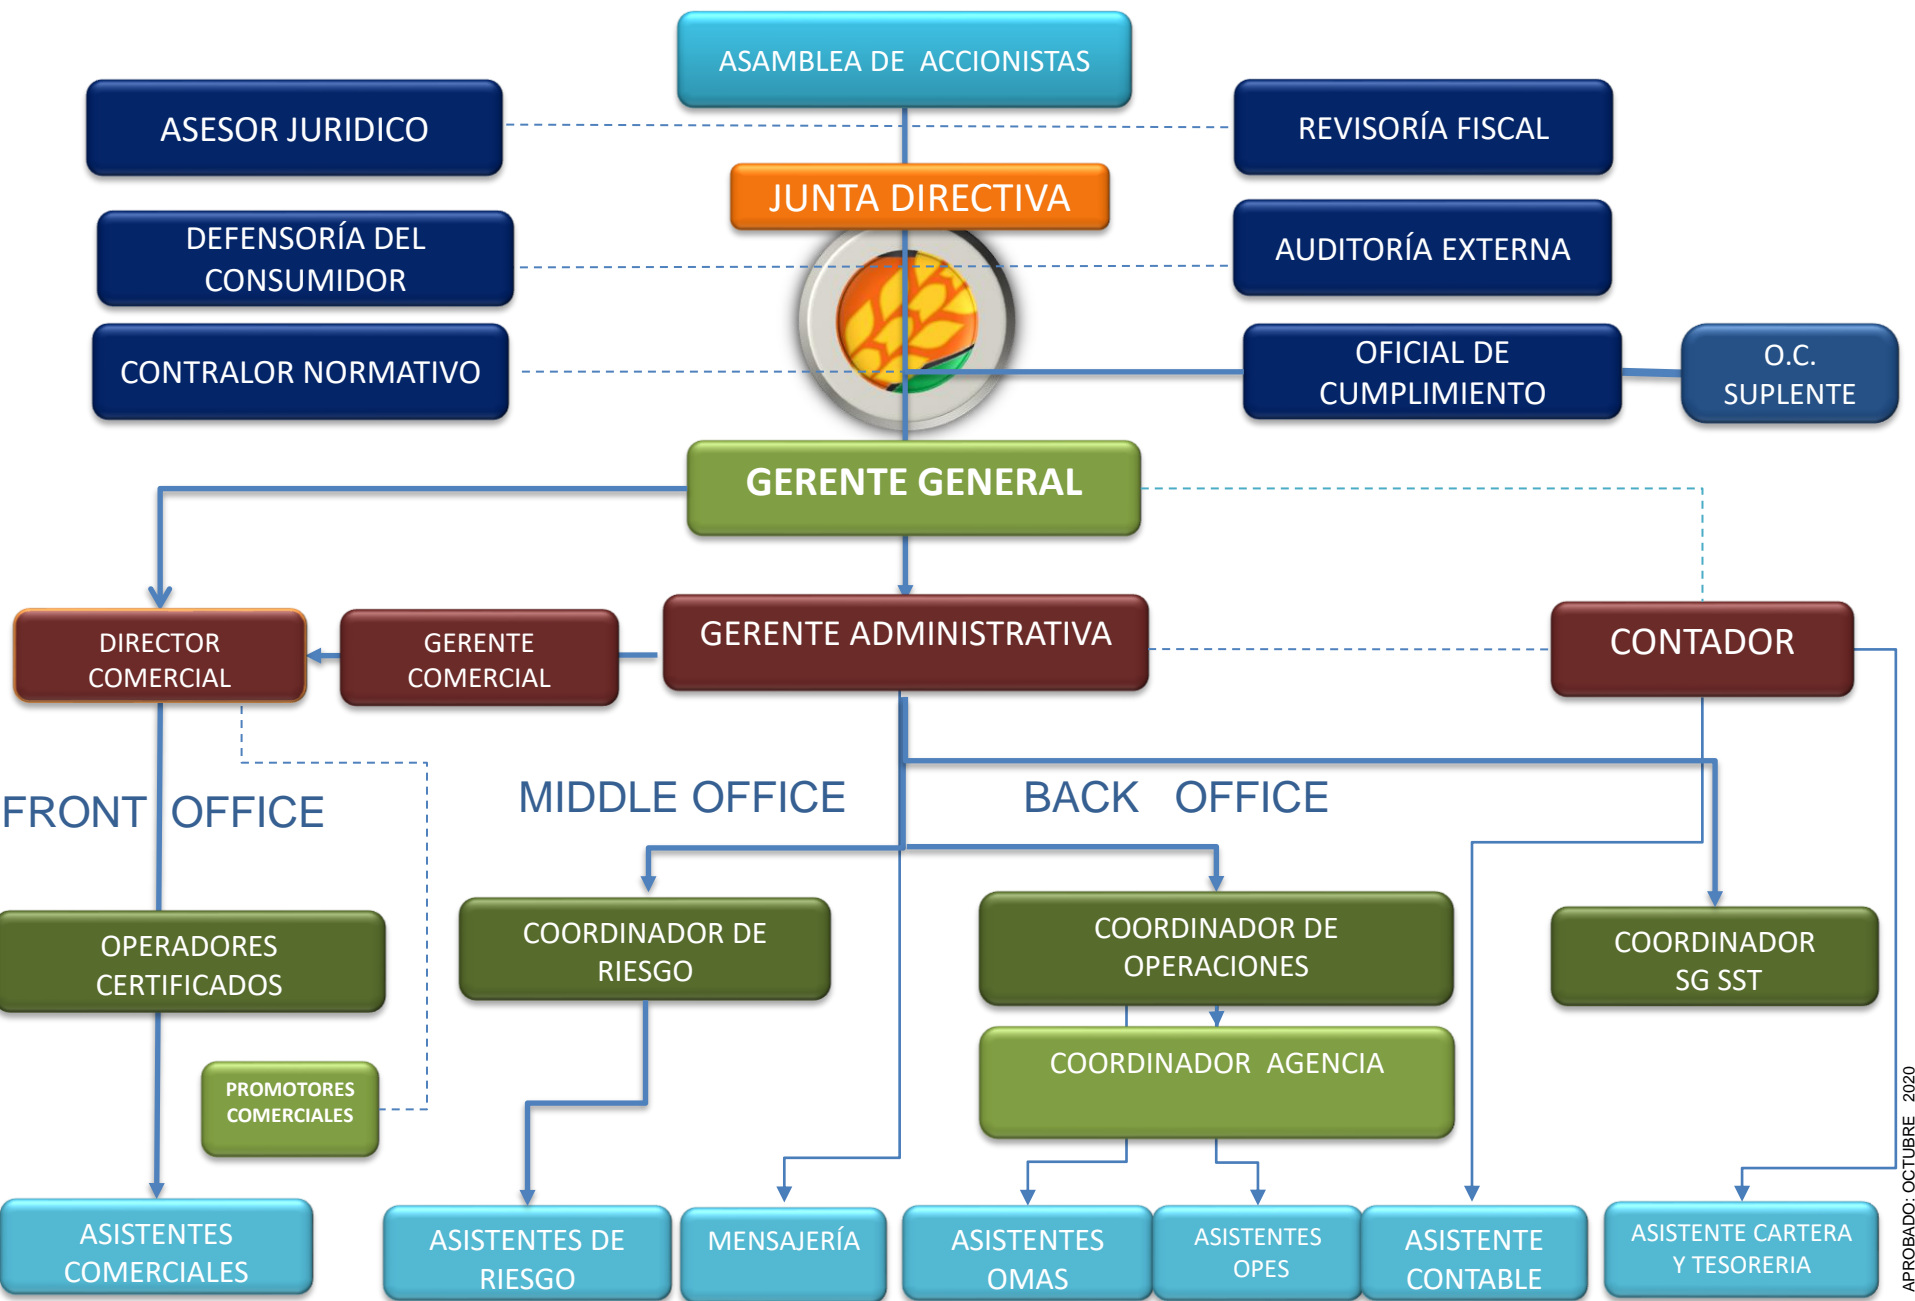 ASAMBLEA DE ACCIONISTAS
ASESOR JURIDICO
REVISORÍA FISCAL
JUNTA DIRECTIVA
DEFENSORÍA DEL
CONSUMIDOR
AUDITORÍA EXTERNA
CONTRALOR NORMATIVO
OFICIAL DE
CUMPLIMIENTO
O.C.
SUPLENTE
GERENTE GENERAL
DIRECTOR
COMERCIAL
GERENTE
COMERCIAL
GERENTE ADMINISTRATIVA
CONTADOR
FRONT OFFICE
MIDDLE OFFICE
BACK OFFICE
OPERADORES
CERTIFICADOS
COORDINADOR DE
RIESGO
COORDINADOR DE
OPERACIONES
COORDINADOR
SG SST
COORDINADOR AGENCIA
PROMOTORES
COMERCIALES
ASISTENTES
COMERCIALES
ASISTENTES DE
RIESGO
MENSAJERÍA
ASISTENTES
OMAS
ASISTENTES
OPES
ASISTENTE
CONTABLE
ASISTENTE CARTERA
Y TESORERIA
APROBADO: OCTUBRE 2020